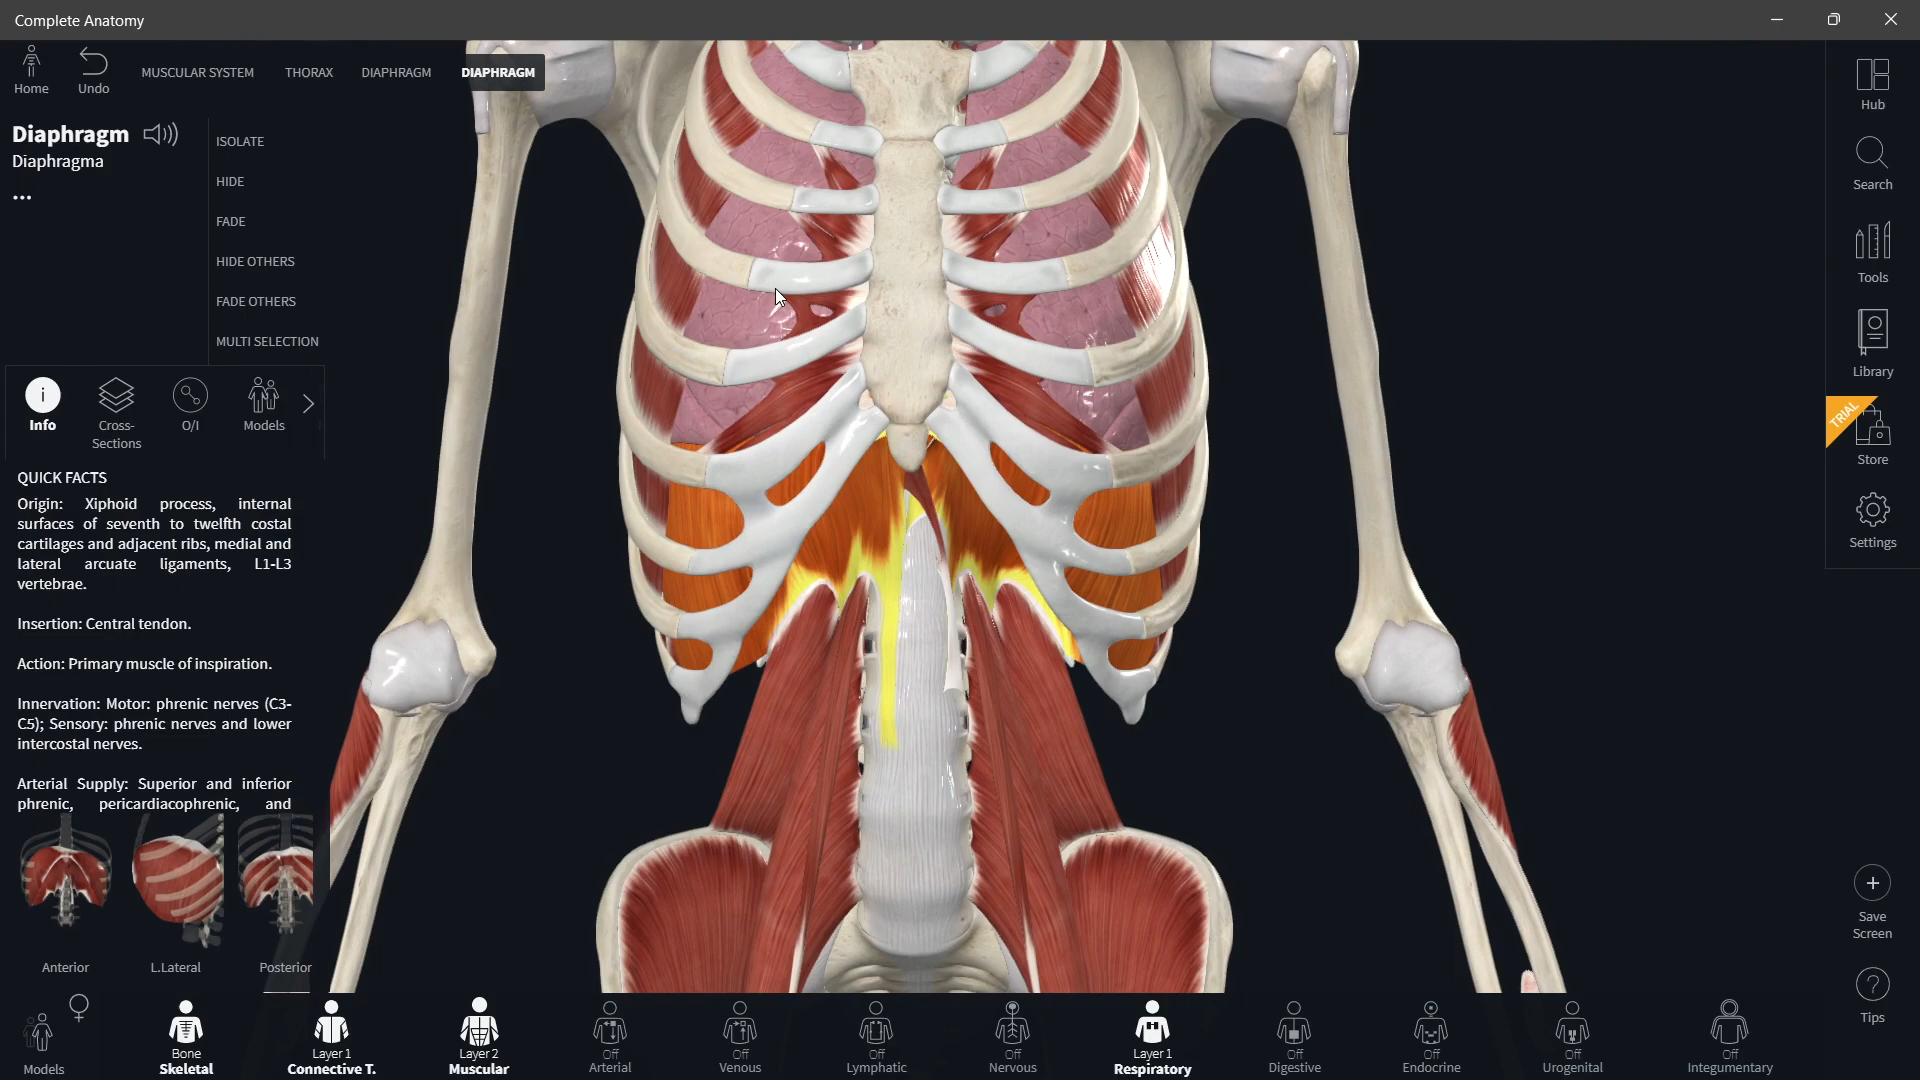 Complete Anatomy
Home
Undo
MUSCULAR SYSTEM THORAX DIAPHRAGM DIAPHRAGM
Diaphragm
Diaphragma
...
ISOLATE
HIDE
FADE
HIDE OTHERS
FADE OTHERS
MULTI SELECTION
Info
Cross-
Sections
O/I
Models
QUICK FACTS
Origin: Xiphoid process, internal
surfaces of seventh to twelfth costal
cartilages and adjacent ribs, medial and
lateral arcuate ligaments, L1-L3
vertebrae.
Insertion: Central tendon.
Action: Primary muscle of inspiration.
Innervation: Motor: phrenic nerves (C3-
C5); Sensory: phrenic nerves and lower
intercostal nerves.
Arterial Supply: Superior and inferior
phrenic, pericardiacophrenic, and
Anterior
L.Lateral
Posterior
Hub
Search
Tools
Library
TRIAL
Store
Settings
Save
Screen
?
Tips
Models
Bone
Skeletal
Layer 1
Connective T.
Layer 2
Muscular
Off
Arterial
Off
Venous
Off
Lymphatic
Off
Nervous
Layer 1
Respiratory
Off
Digestive
Off
Endocrine
Off
Urogenital
Off
Integumentary